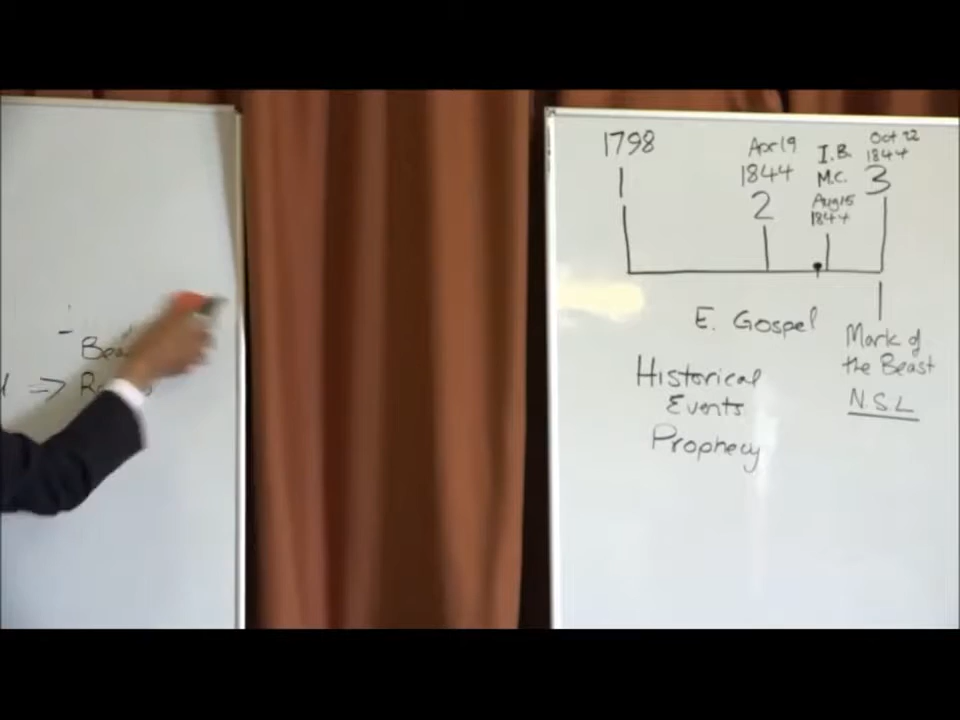 =>
1798
1
Apr 19
1844
2
I.B.
M.C.
Aug 15
1844
Oct 22
1844
3
E. Gospel
Historical
Events
Prophecy
Mark of
the Beast
N S L